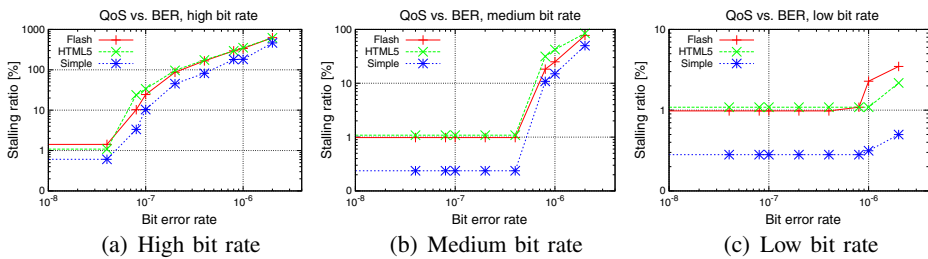 QoS vs. BER, high bit rate
Stalling ratio [%]
1000
100
10
1
0
Flash
HTML5
Simple
10-8
10-7
10-6
Bit error rate
(a) High bit rate
QoS vs. BER, medium bit rate
Stalling ratio [%]
100
10
1
0
Flash
HTML5
Simple
10-8
10-7
10-6
Bit error rate
(b) Medium bit rate
QoS vs. BER, low bit rate
Stalling ratio [%]
10
1
0
Flash
HTML5
Simple
10-8
10-7
10-6
Bit error rate
(c) Low bit rate